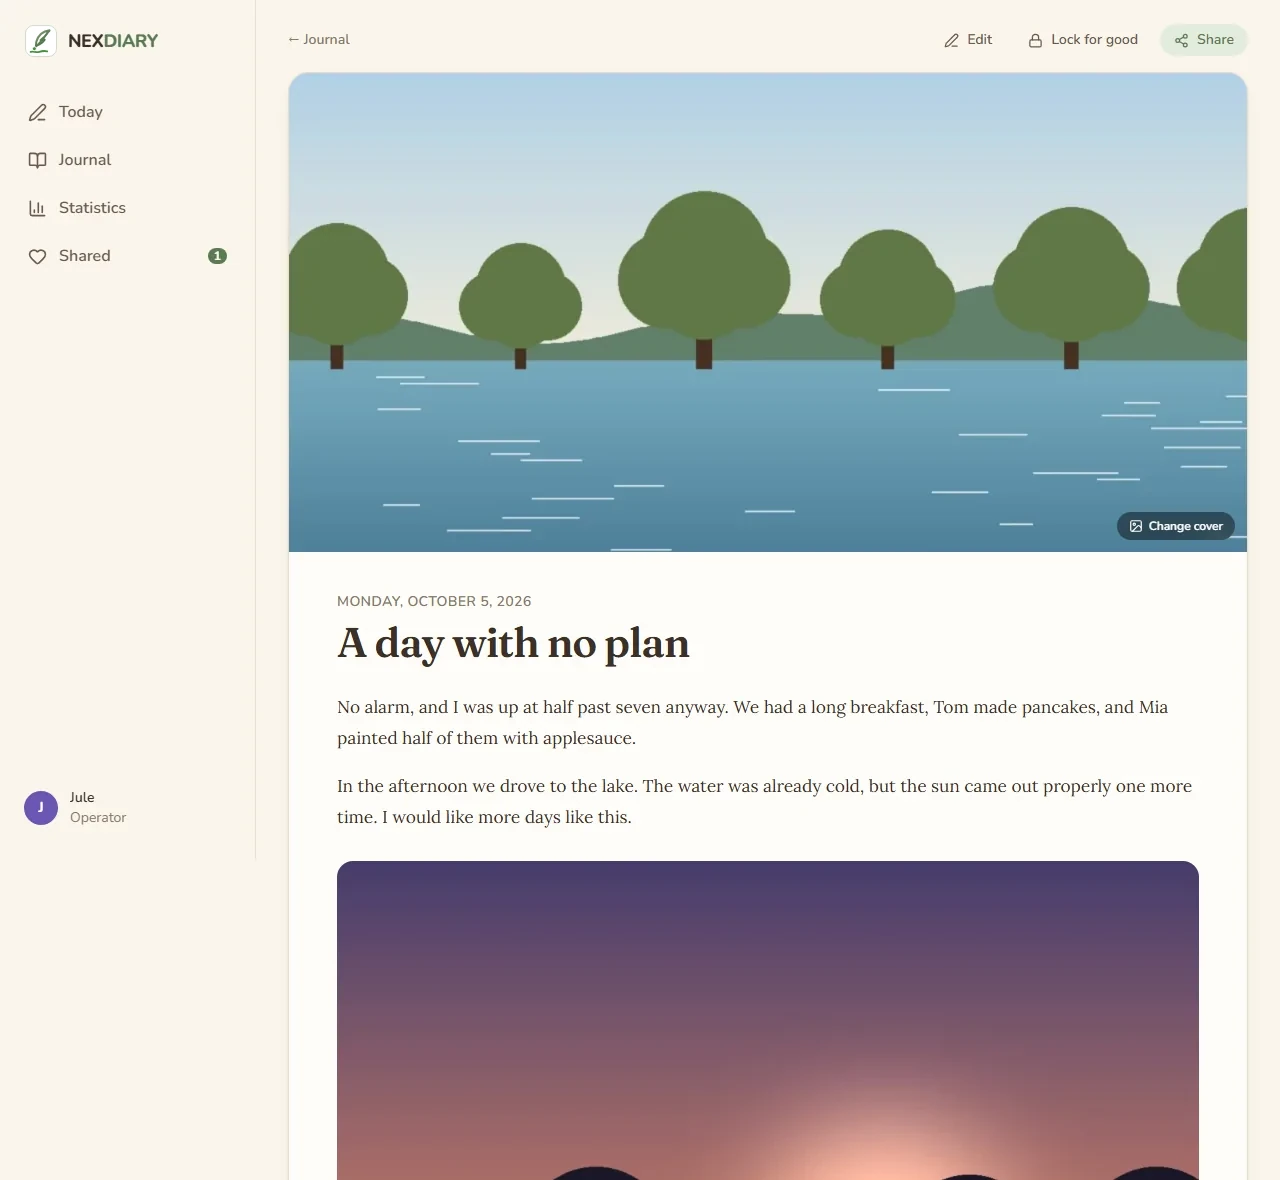 NEXDIARY
Today
Journal
Statistics
Shared 1
J
Jule
Operator
← Journal
Edit
Lock for good
Share
Change cover
MONDAY, OCTOBER 5, 2026
A day with no plan
No alarm, and I was up at half past seven anyway. We had a long breakfast, Tom made pancakes, and Mia
painted half of them with applesauce.
In the afternoon we drove to the lake. The water was already cold, but the sun came out properly one more
time. I would like more days like this.